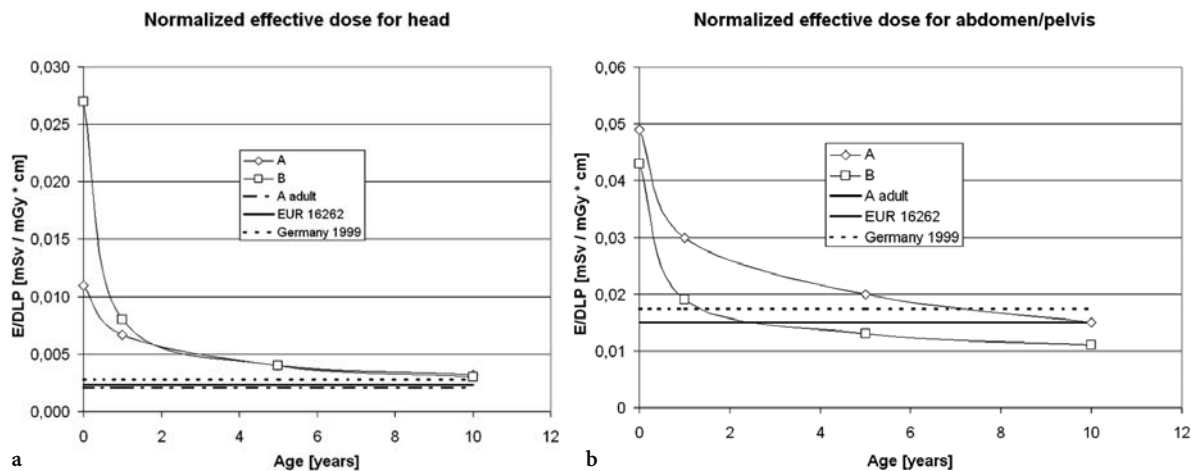 Normalized effective dose for head
0,030
0,025
0,020
0,015
0,010
0,005
0,000
E/DLP [mSv / mGy * cm]
A
B
A adult
EUR 16262
Germany 1999
0 2 4 6 8 10 12
Age [years]
a
Normalized effective dose for abdomen/pelvis
0,06
0,05
0,04
0,03
0,02
0,01
0
E/DLP [mSv / mGy * cm]
A
B
A adult
EUR 16262
Germany 1999
0 2 4 6 8 10 12
Age [years]
b